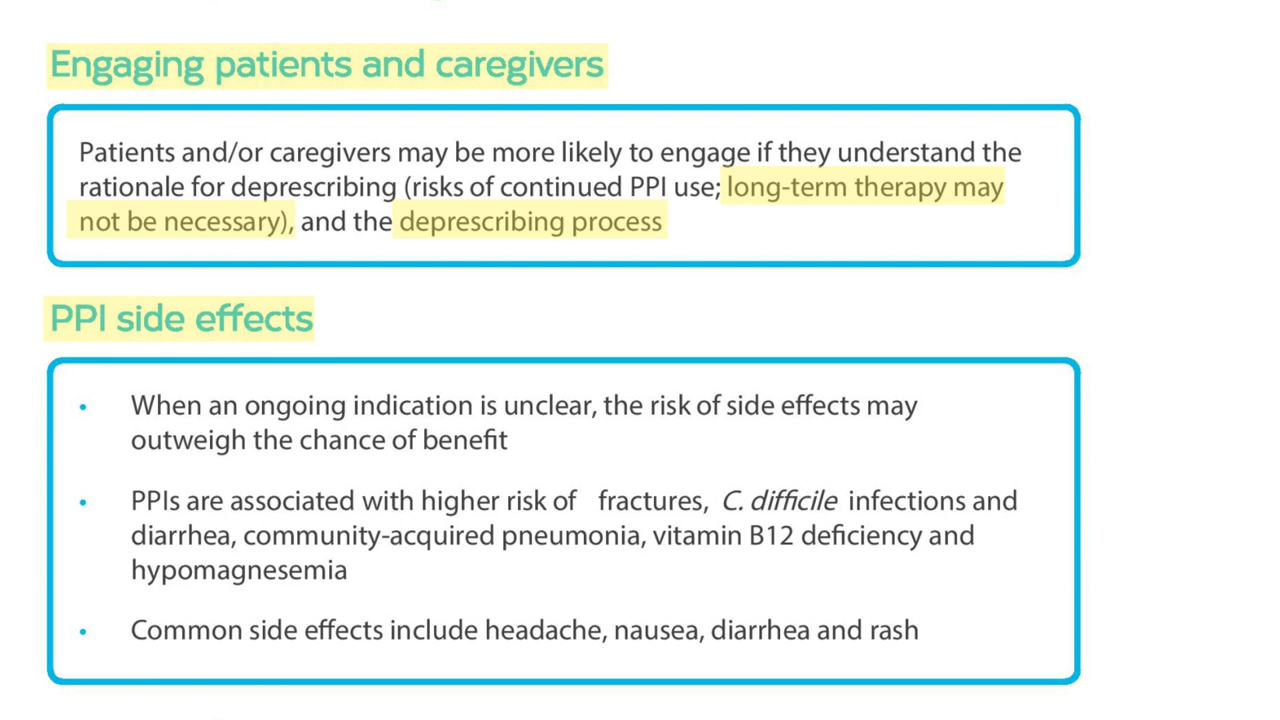 Engaging patients and caregivers
Patients and/or caregivers may be more likely to engage if they understand the
rationale for deprescribing (risks of continued PPI use; long-term therapy may
not be necessary), and the deprescribing process
PPI side effects
• When an ongoing indication is unclear, the risk of side effects may
outweigh the chance of benefit
• PPIs are associated with higher risk of fractures, C. difficile infections and
diarrhea, community-acquired pneumonia, vitamin B12 deficiency and
hypomagnesemia
• Common side effects include headache, nausea, diarrhea and rash